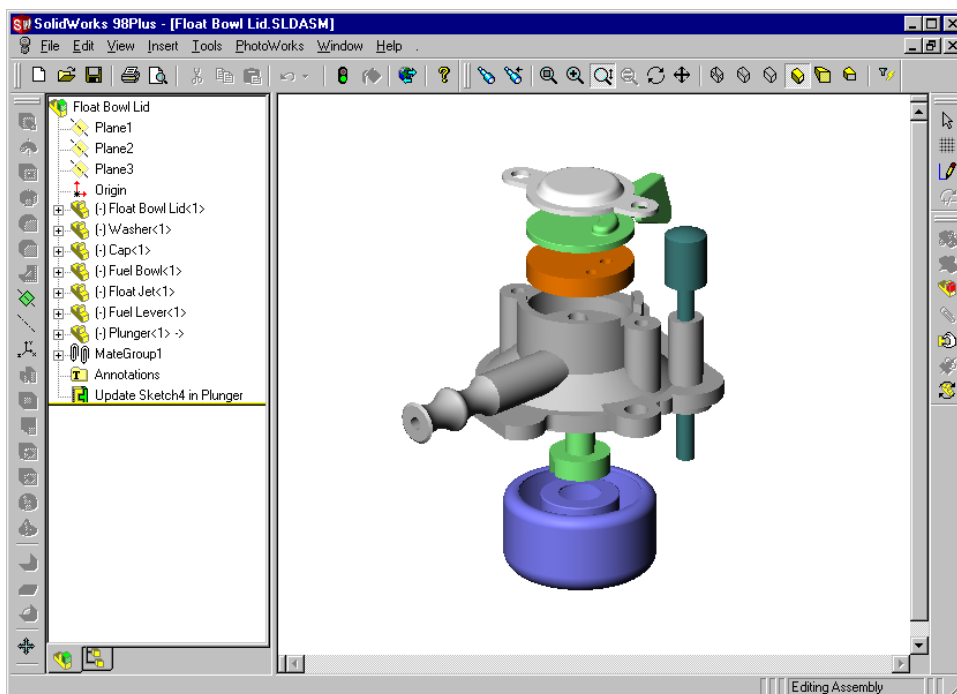 SW SolidWorks 98Plus - [Float Bowl Lid.SLDASM]
File Edit View Insert Tools PhotoWorks Window Help .
Float Bowl Lid
Plane1
Plane2
Plane3
Origin
(-) Float Bowl Lid<1>
(-) Washer<1>
(-) Cap<1>
(-) Fuel Bowl<1>
(-) Float Jet<1>
(-) Fuel Lever<1>
(-) Plunger<1> ->
MateGroup1
Annotations
Update Sketch4 in Plunger
Editing Assembly